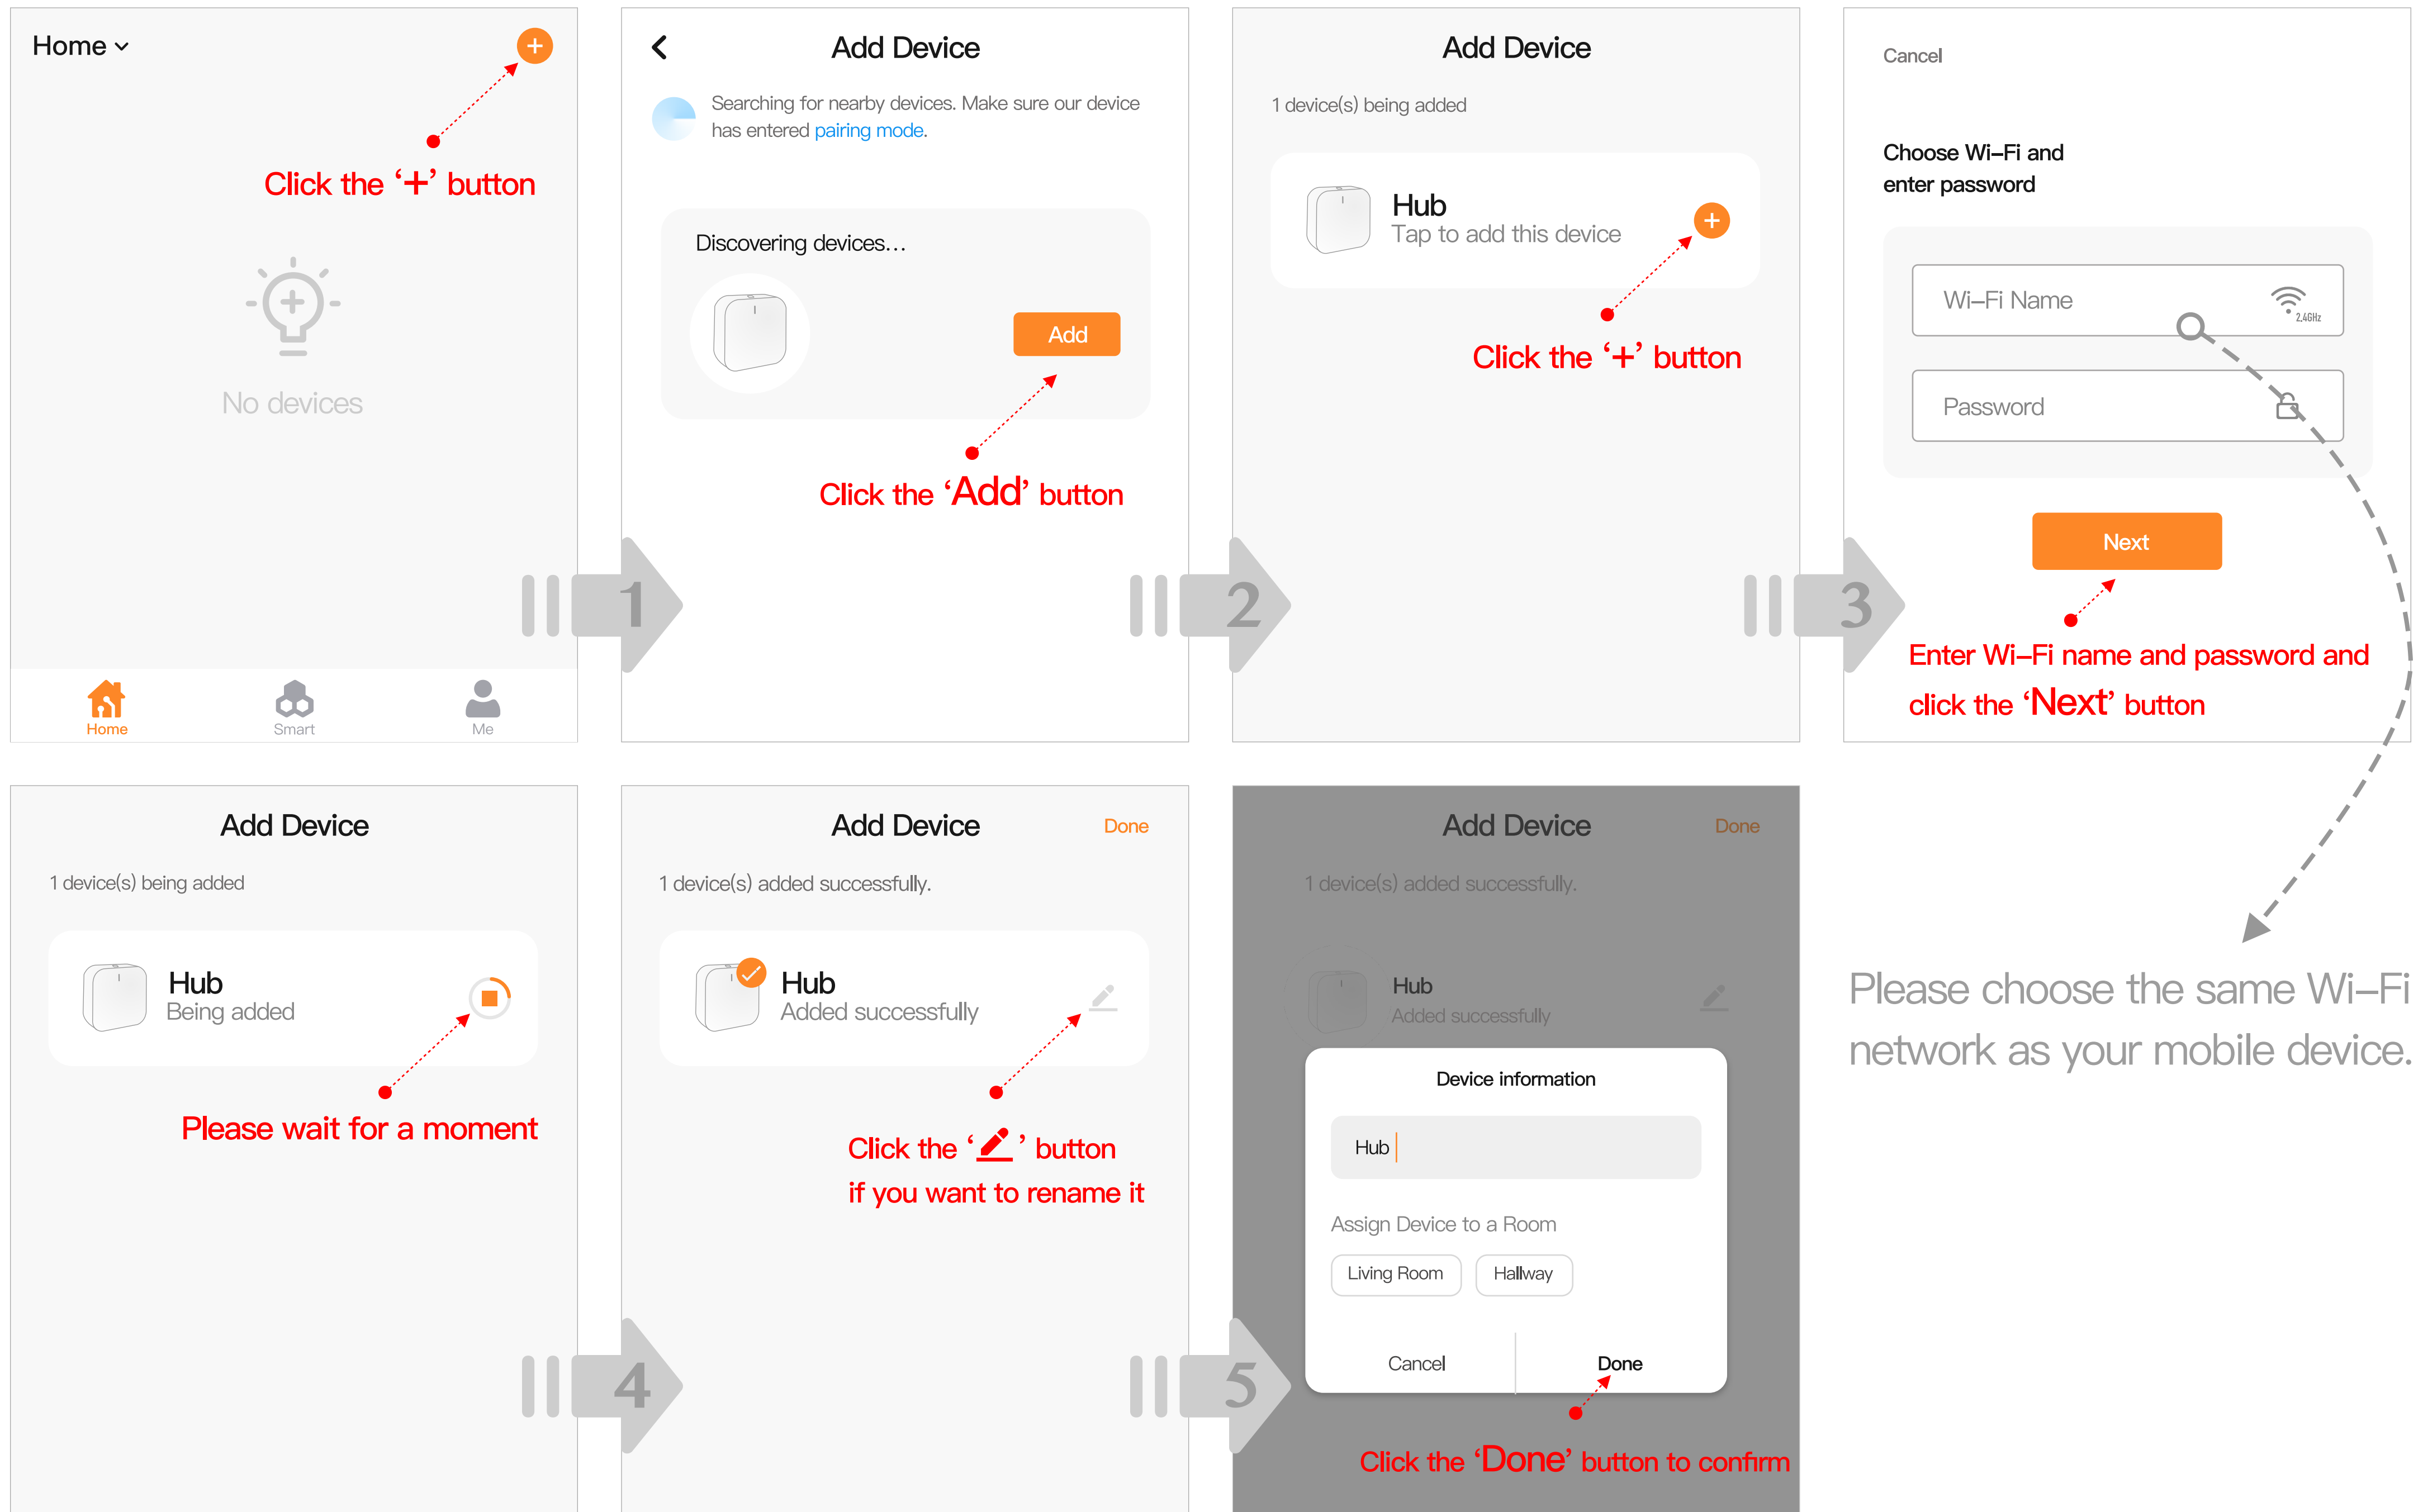 Home
Click the ‘+’ button
No devices
Home
Smart
Me
1
Add Device
Searching for nearby devices. Make sure our device
has entered pairing mode.
Discovering devices...
Add
Click the ‘Add’ button
2
Add Device
1 device(s) being added
Hub
Tap to add this device
Click the ‘+’ button
3
Cancel
Choose Wi-Fi and
enter password
Wi-Fi Name
2.4GHz
Password
Next
Enter Wi-Fi name and password and
click the ‘Next’ button
Please choose the same Wi-Fi
network as your mobile device.
Add Device
1 device(s) being added
Hub
Being added
Please wait for a moment
4
Add Device
Done
1 device(s) added successfully.
Hub
Added successfully
Click the ‘ ’ button
if you want to rename it
5
Add Device
Done
1 device(s) added successfully.
Hub
Added successfully
Device information
Hub
Assign Device to a Room
Living Room
Hallway
Cancel
Done
Click the ‘Done’ button to confirm